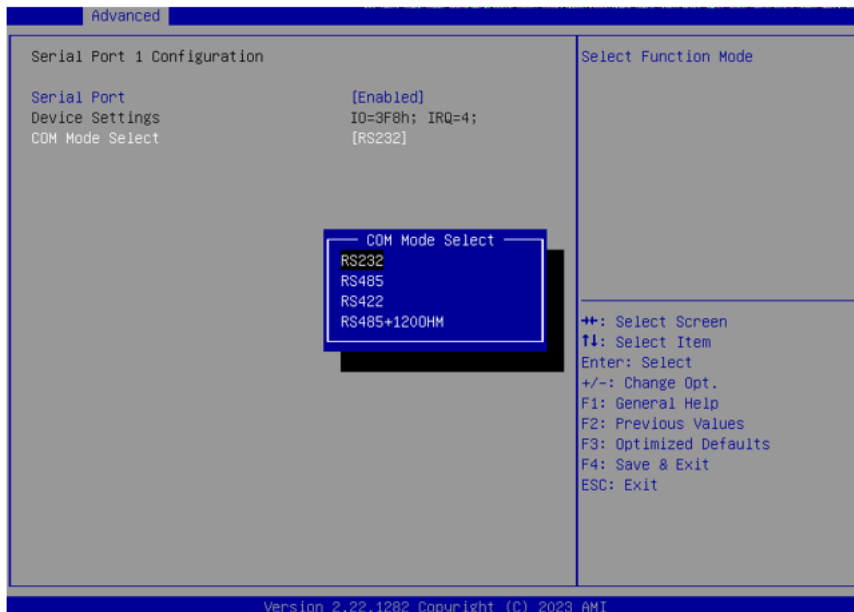 Advanced
Serial Port 1 Configuration
Serial Port [Enabled]
Device Settings IO=3F8h; IRQ=4;
COM Mode Select [RS232]
Select Function Mode
COM Mode Select
RS232
RS485
RS422
RS485+120OHM
→←: Select Screen
↑↓: Select Item
Enter: Select
+/-: Change Opt.
F1: General Help
F2: Previous Values
F3: Optimized Defaults
F4: Save & Exit
ESC: Exit
Version 2.22.1282 Copyright (C) 2023 AMI